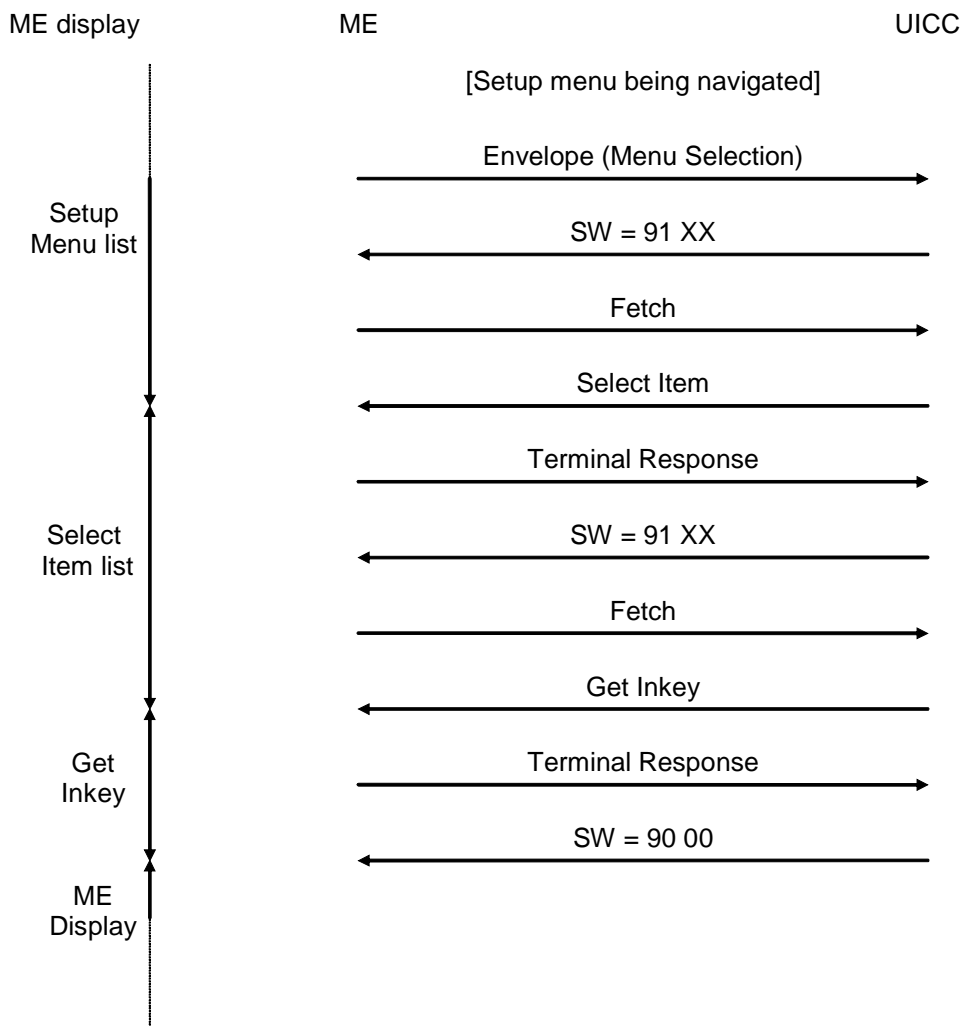 ME display
ME
UICC
[Setup menu being navigated]
Envelope (Menu Selection)
Setup
Menu list
SW = 91 XX
Fetch
Select Item
Terminal Response
Select
Item list
SW = 91 XX
Fetch
Get Inkey
Get
Inkey
Terminal Response
SW = 90 00
ME
Display